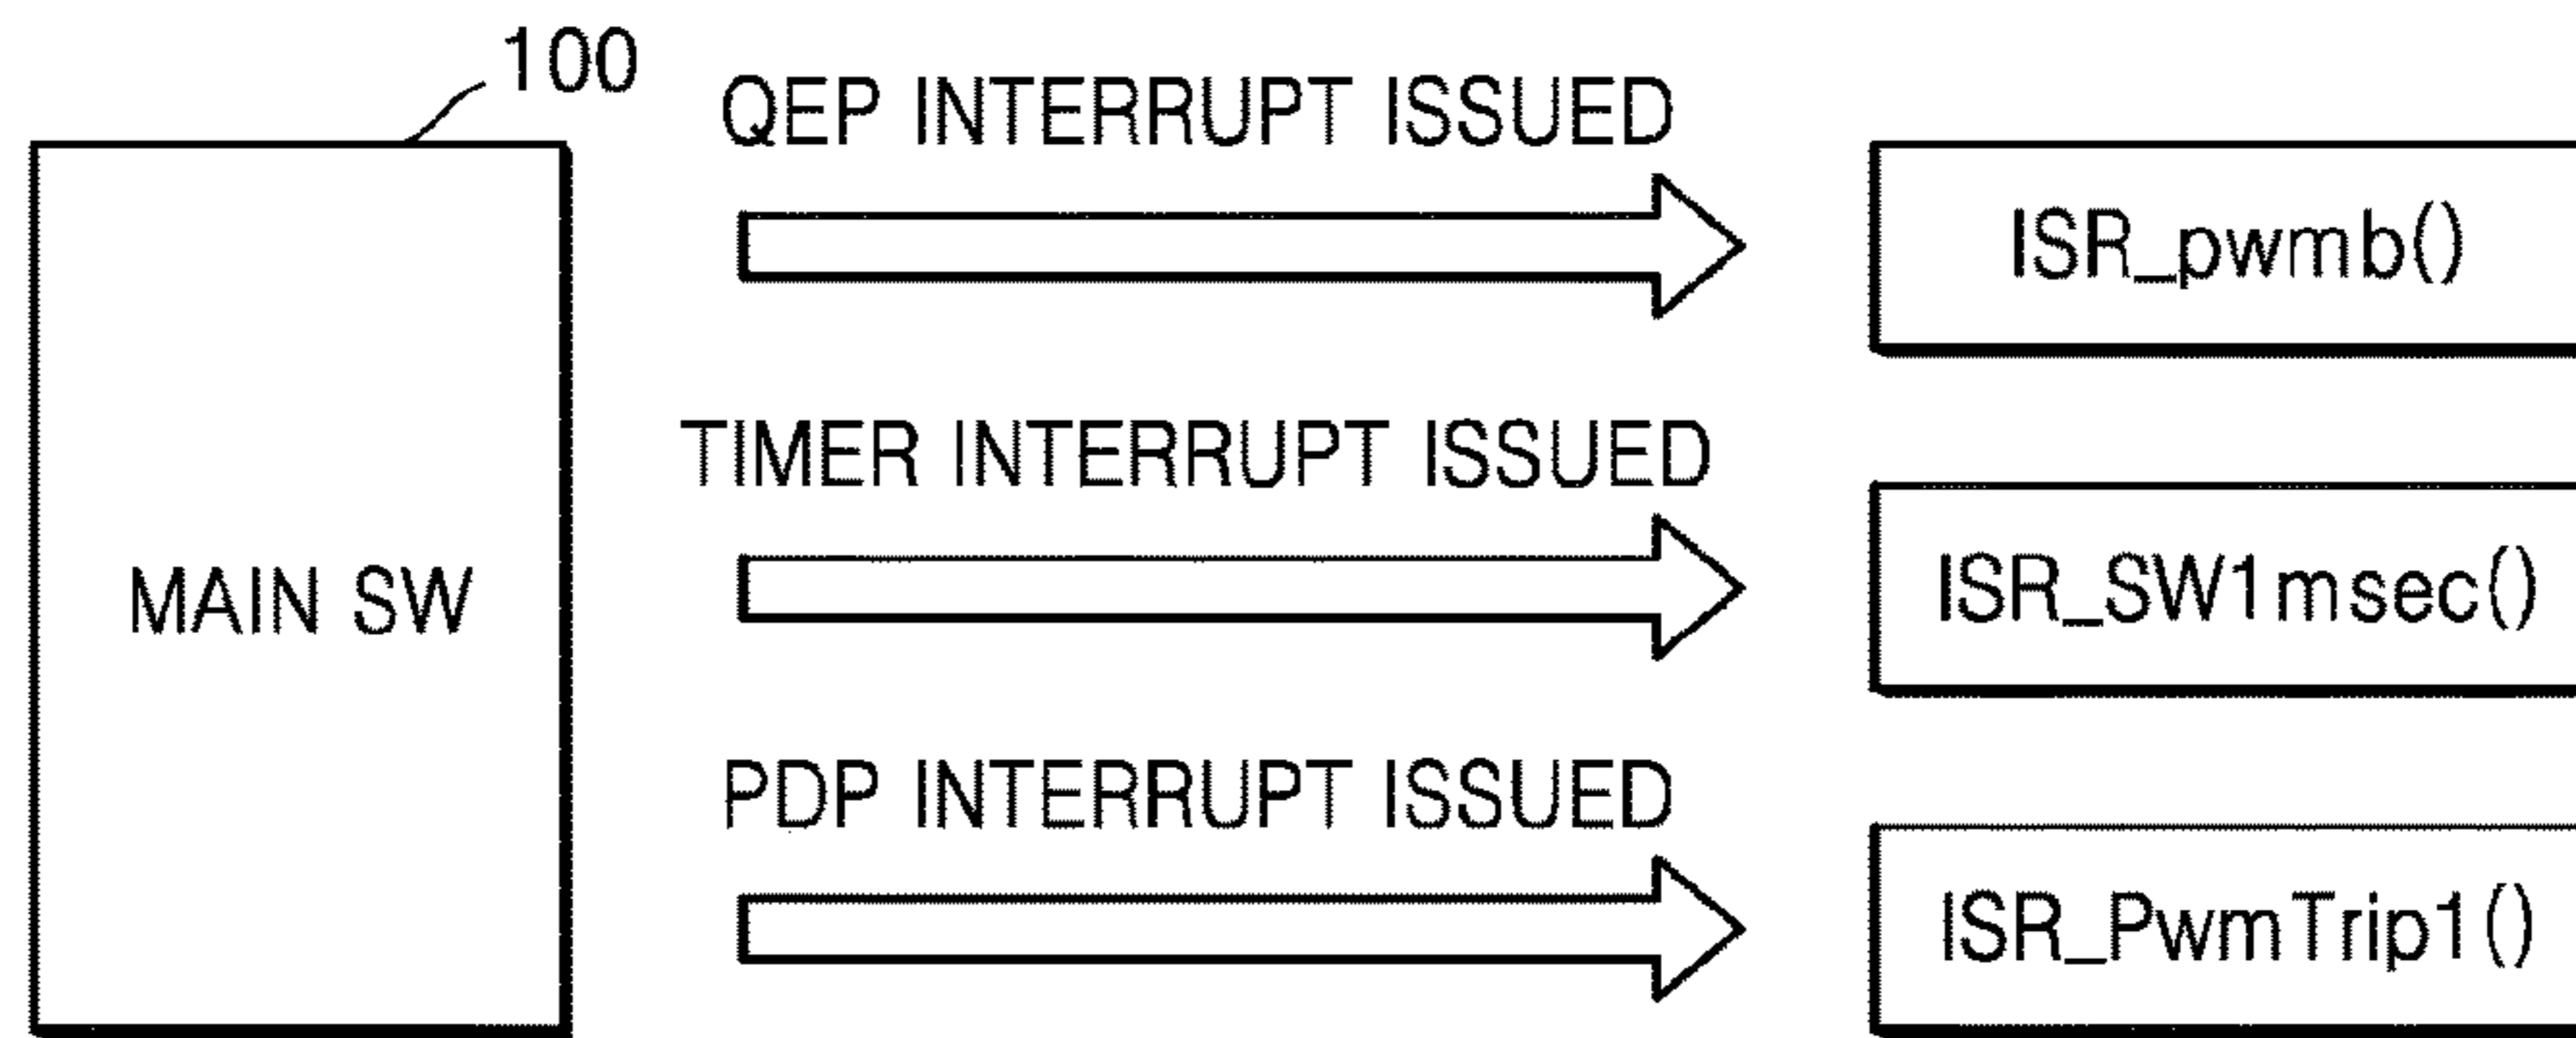 100
QEP INTERRUPT ISSUED
ISR_pwmb()
TIMER INTERRUPT ISSUED
MAIN SW
ISR_SW1msec()
PDP INTERRUPT ISSUED
ISR_PwmTrip1()